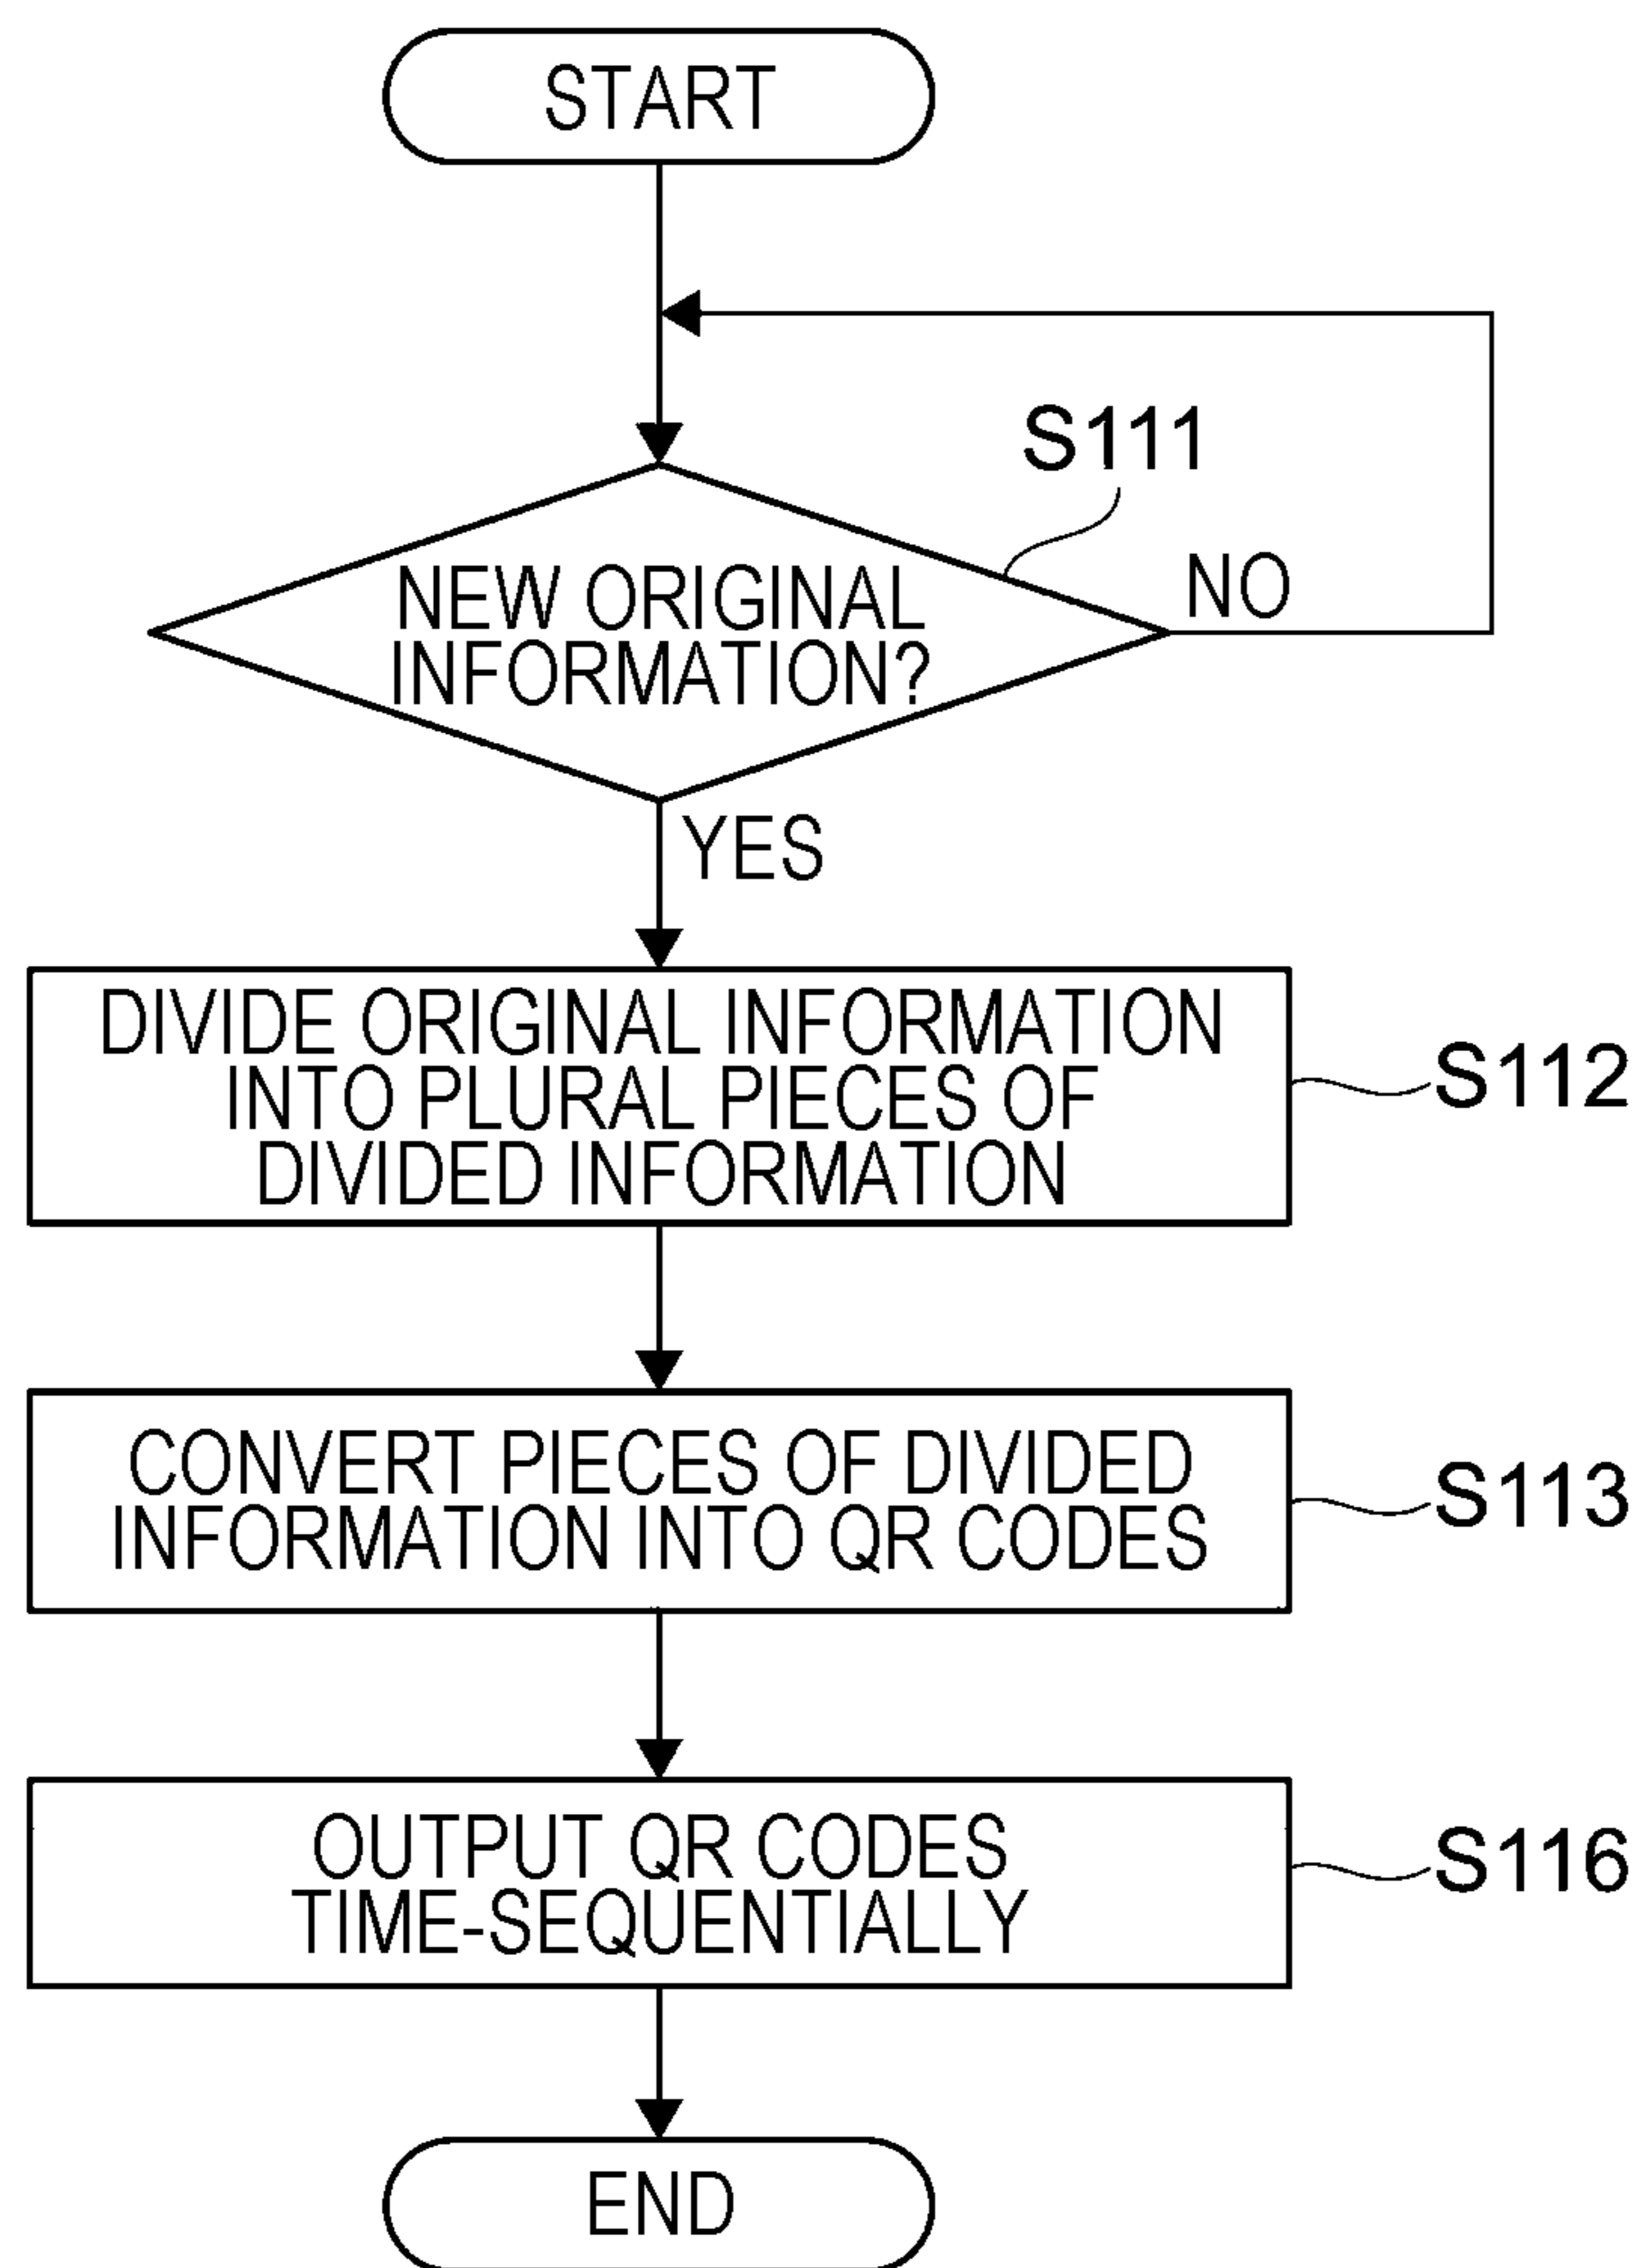 START
S111
NEW ORIGINAL
INFORMATION?
NO
YES
DIVIDE ORIGINAL INFORMATION
INTO PLURAL PIECES OF
DIVIDED INFORMATION
S112
CONVERT PIECES OF DIVIDED
INFORMATION INTO QR CODES
S113
OUTPUT QR CODES
TIME-SEQUENTIALLY
S116
END